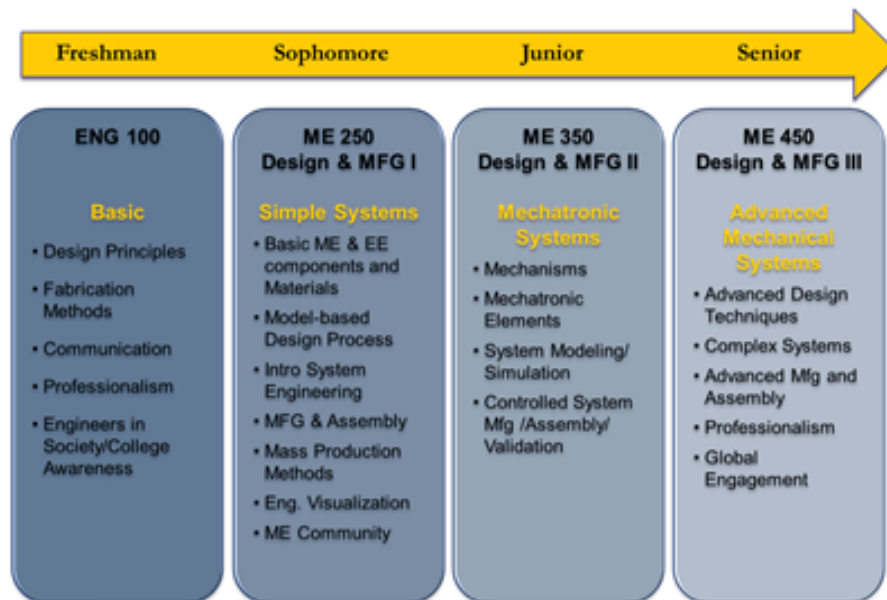 Freshman Sophomore Junior Senior
ENG 100
Basic
• Design Principles
• Fabrication
Methods
• Communication
• Professionalism
• Engineers in
Society/College
Awareness
ME 250
Design & MFG I
Simple Systems
• Basic ME & EE
components and
Materials
• Model-based
Design Process
• Intro System
Engineering
• MFG & Assembly
• Mass Production
Methods
• Eng. Visualization
• ME Community
ME 350
Design & MFG II
Mechatronic
Systems
• Mechanisms
• Mechatronic
Elements
• System Modeling/
Simulation
• Controlled System
Mfg /Assembly/
Validation
ME 450
Design & MFG III
Advanced
Mechanical
Systems
• Advanced Design
Techniques
• Complex Systems
• Advanced Mfg and
Assembly
• Professionalism
• Global
Engagement